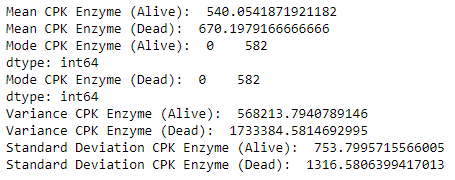 Mean CPK Enzyme (Alive):  540.0541871921182
Mean CPK Enzyme (Dead):  670.1979166666666
Mode CPK Enzyme (Alive):  0    582
dtype: int64
Mode CPK Enzyme (Dead):  0    582
dtype: int64
Variance CPK Enzyme (Alive):  568213.7940789146
Variance CPK Enzyme (Dead):  1733384.5814692995
Standard Deviation CPK Enzyme (Alive):  753.7995715566005
Standard Deviation CPK Enzyme (Dead):  1316.5806399417013